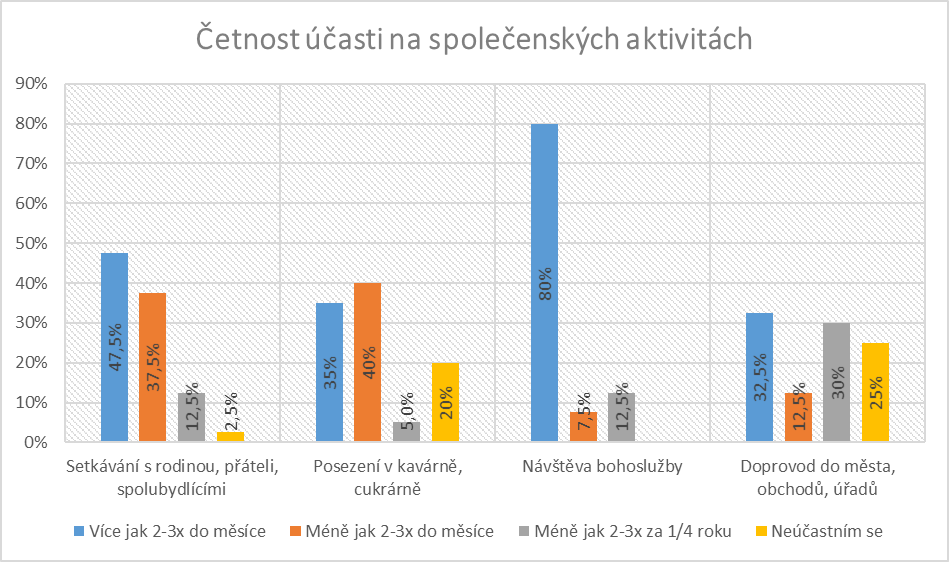 Četnost účasti na společenských aktivitách
90%
80%
70%
60%
50%
40%
30%
20%
10%
0%
47,5%
37,5%
12,5%
2,5%
35%
40%
5,0%
20%
80%
7,5%
12,5%
32,5%
12,5%
30%
25%
Setkávání s rodinou, přáteli,
spolubydlícími
Posezení v kavárně,
cukrárně
Návštěva bohoslužby
Doprovod do města,
obchodů, úřadů
Více jak 2-3x do měsíce
Méně jak 2-3x do měsíce
Méně jak 2-3x za 1/4 roku
Neúčastním se